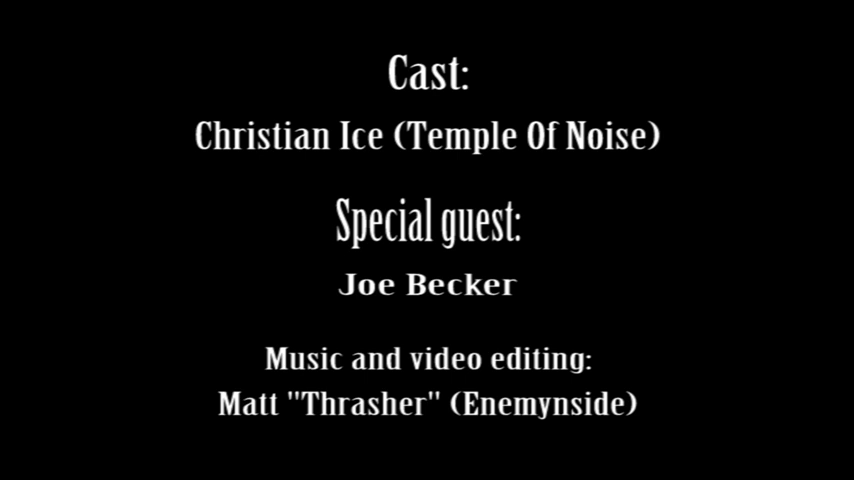 Cast:
Christian Ice (Temple Of Noise)
Special guest:
Joe Becker
Music and video editing:
Matt "Thrasher" (Enemynside)